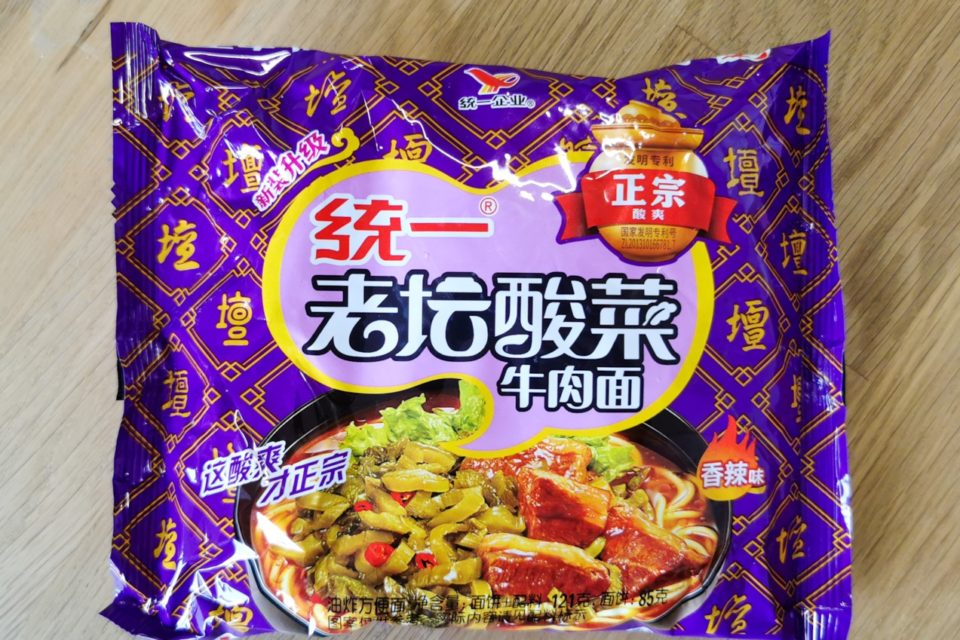 统一企业®
新装升级
发明专利
正宗
酸爽
国家发明专利号
ZL201310166781.7
统一®
老坛酸菜
牛肉面
这酸爽
才正宗
香辣味
油炸方便面 净含量: 面饼+配料 121克 面饼: 85克
壇